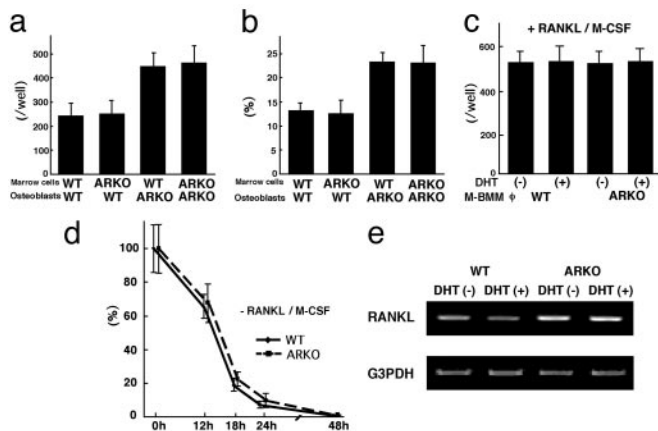 a
(/well)
500
400
300
200
100
Marrow cells WT ARKO WT ARKO
Osteoblasts WT WT ARKO ARKO
b
(%)
25
20
15
10
5
0
Marrow cells WT ARKO WT ARKO
Osteoblasts WT WT ARKO ARKO
c
+ RANKL / M-CSF
(/well)
600
400
200
0
DHT (-) (+) (-) (+)
M-BMM ϕ WT ARKO
d
(%)
100
80
60
40
20
0
- RANKL / M-CSF
WT
ARKO
0h 12h 18h 24h 48h
e
WT ARKO
DHT (-) DHT (+) DHT (-) DHT (+)
RANKL
G3PDH